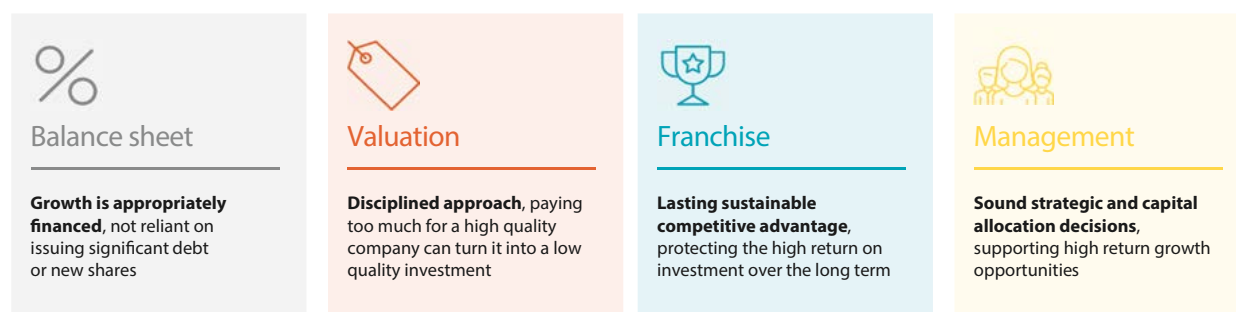 Balance sheet
Growth is appropriately
financed, not reliant on
issuing significant debt
or new shares
Valuation
Disciplined approach, paying
too much for a high quality
company can turn it into a low
quality investment
Franchise
Lasting sustainable
competitive advantage,
protecting the high return on
investment over the long term
Management
Sound strategic and capital
allocation decisions,
supporting high return growth
opportunities